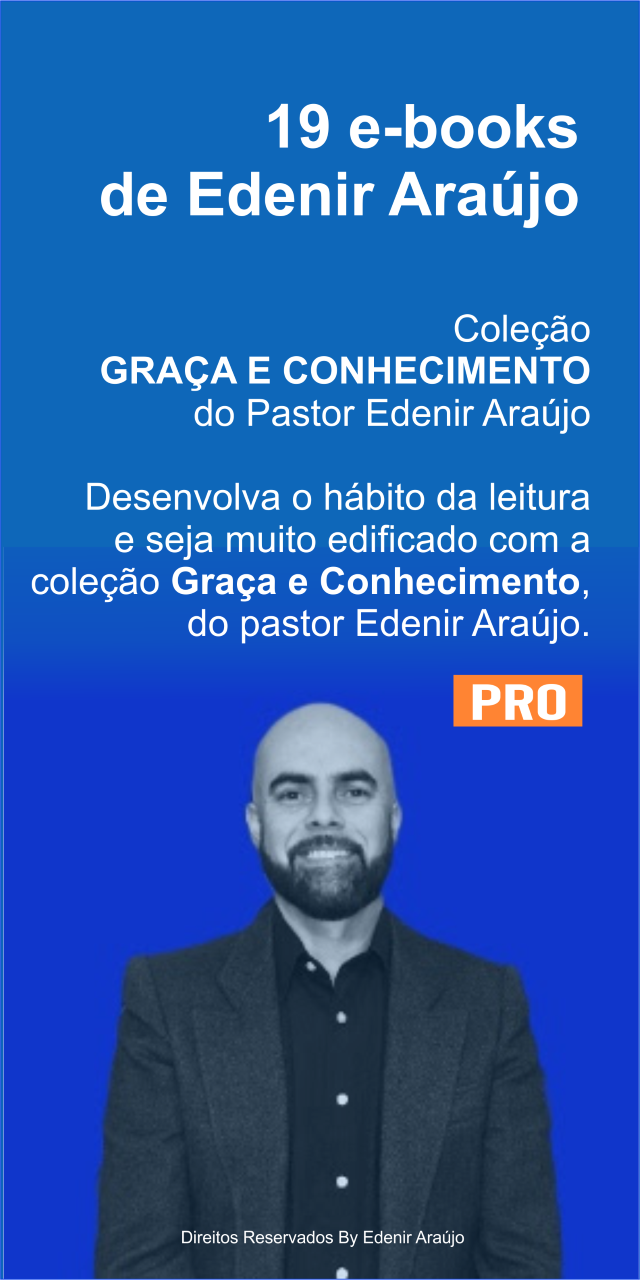 19 e-books
de Edenir Araújo
Coleção
GRAÇA E CONHECIMENTO
do Pastor Edenir Araújo
Desenvolva o hábito da leitura
e seja muito edificado com a
coleção Graça e Conhecimento,
do pastor Edenir Araújo.
PRO
Direitos Reservados By Edenir Araújo